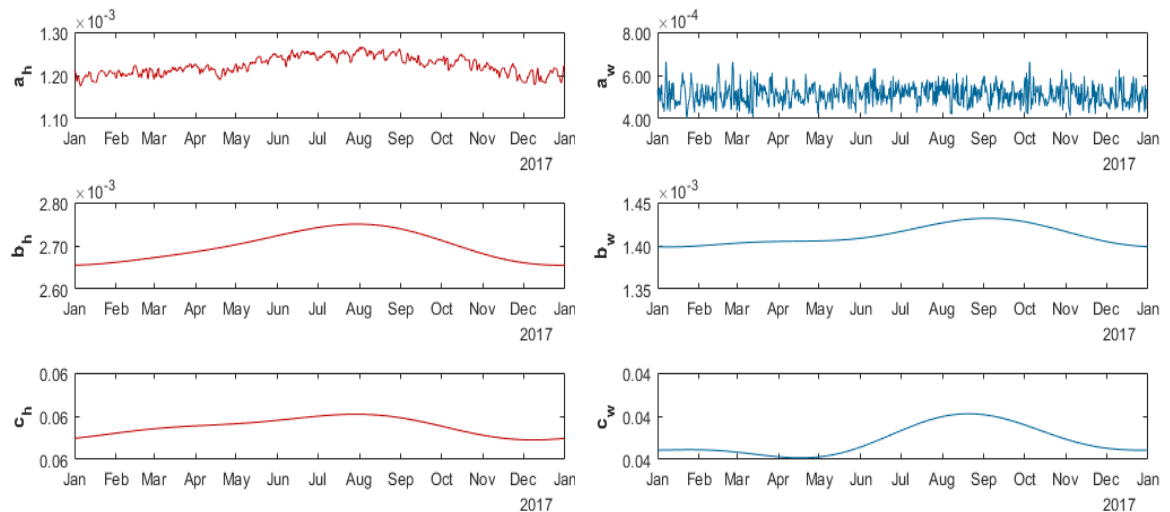 ×10⁻³
1.30
1.20
1.10
a_h
Jan Feb Mar Apr May Jun Jul Aug Sep Oct Nov Dec Jan
2017
×10⁻⁴
8.00
6.00
4.00
a_w
Jan Feb Mar Apr May Jun Jul Aug Sep Oct Nov Dec Jan
2017
×10⁻³
2.80
2.70
2.60
b_h
Jan Feb Mar Apr May Jun Jul Aug Sep Oct Nov Dec Jan
2017
×10⁻³
1.45
1.40
1.35
b_w
Jan Feb Mar Apr May Jun Jul Aug Sep Oct Nov Dec Jan
2017
0.06
0.06
0.06
c_h
Jan Feb Mar Apr May Jun Jul Aug Sep Oct Nov Dec Jan
2017
0.04
0.04
0.04
c_w
Jan Feb Mar Apr May Jun Jul Aug Sep Oct Nov Dec Jan
2017